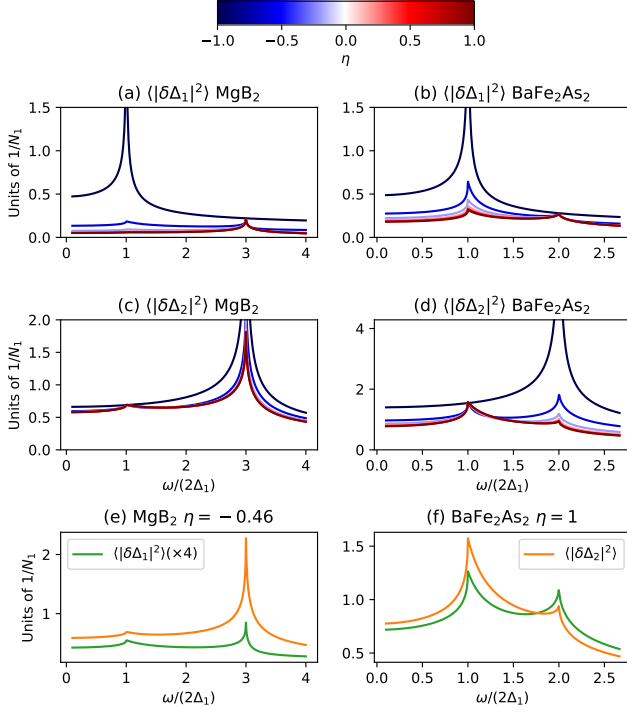 −1.0 −0.5 0.0 0.5 1.0
η
(a) ⟨|δΔ₁|²⟩ MgB₂
(b) ⟨|δΔ₁|²⟩ BaFe₂As₂
Units of 1/N₁
1.5
1.0
0.5
0.0
0 1 2 3 4
ω/(2Δ₁)
1.5
1.0
0.5
0.0
0.0 0.5 1.0 1.5 2.0 2.5
ω/(2Δ₁)
(c) ⟨|δΔ₂|²⟩ MgB₂
(d) ⟨|δΔ₂|²⟩ BaFe₂As₂
Units of 1/N₁
2.0
1.5
1.0
0.5
0.0
0 1 2 3 4
ω/(2Δ₁)
4
2
0
0.0 0.5 1.0 1.5 2.0 2.5
ω/(2Δ₁)
(e) MgB₂ η = −0.46
(f) BaFe₂As₂ η = 1
Units of 1/N₁
2
1
⟨|δΔ₁|²⟩(×4)
0 1 2 3 4
ω/(2Δ₁)
1.5
1.0
0.5
⟨|δΔ₂|²⟩
0.0 0.5 1.0 1.5 2.0 2.5
ω/(2Δ₁)